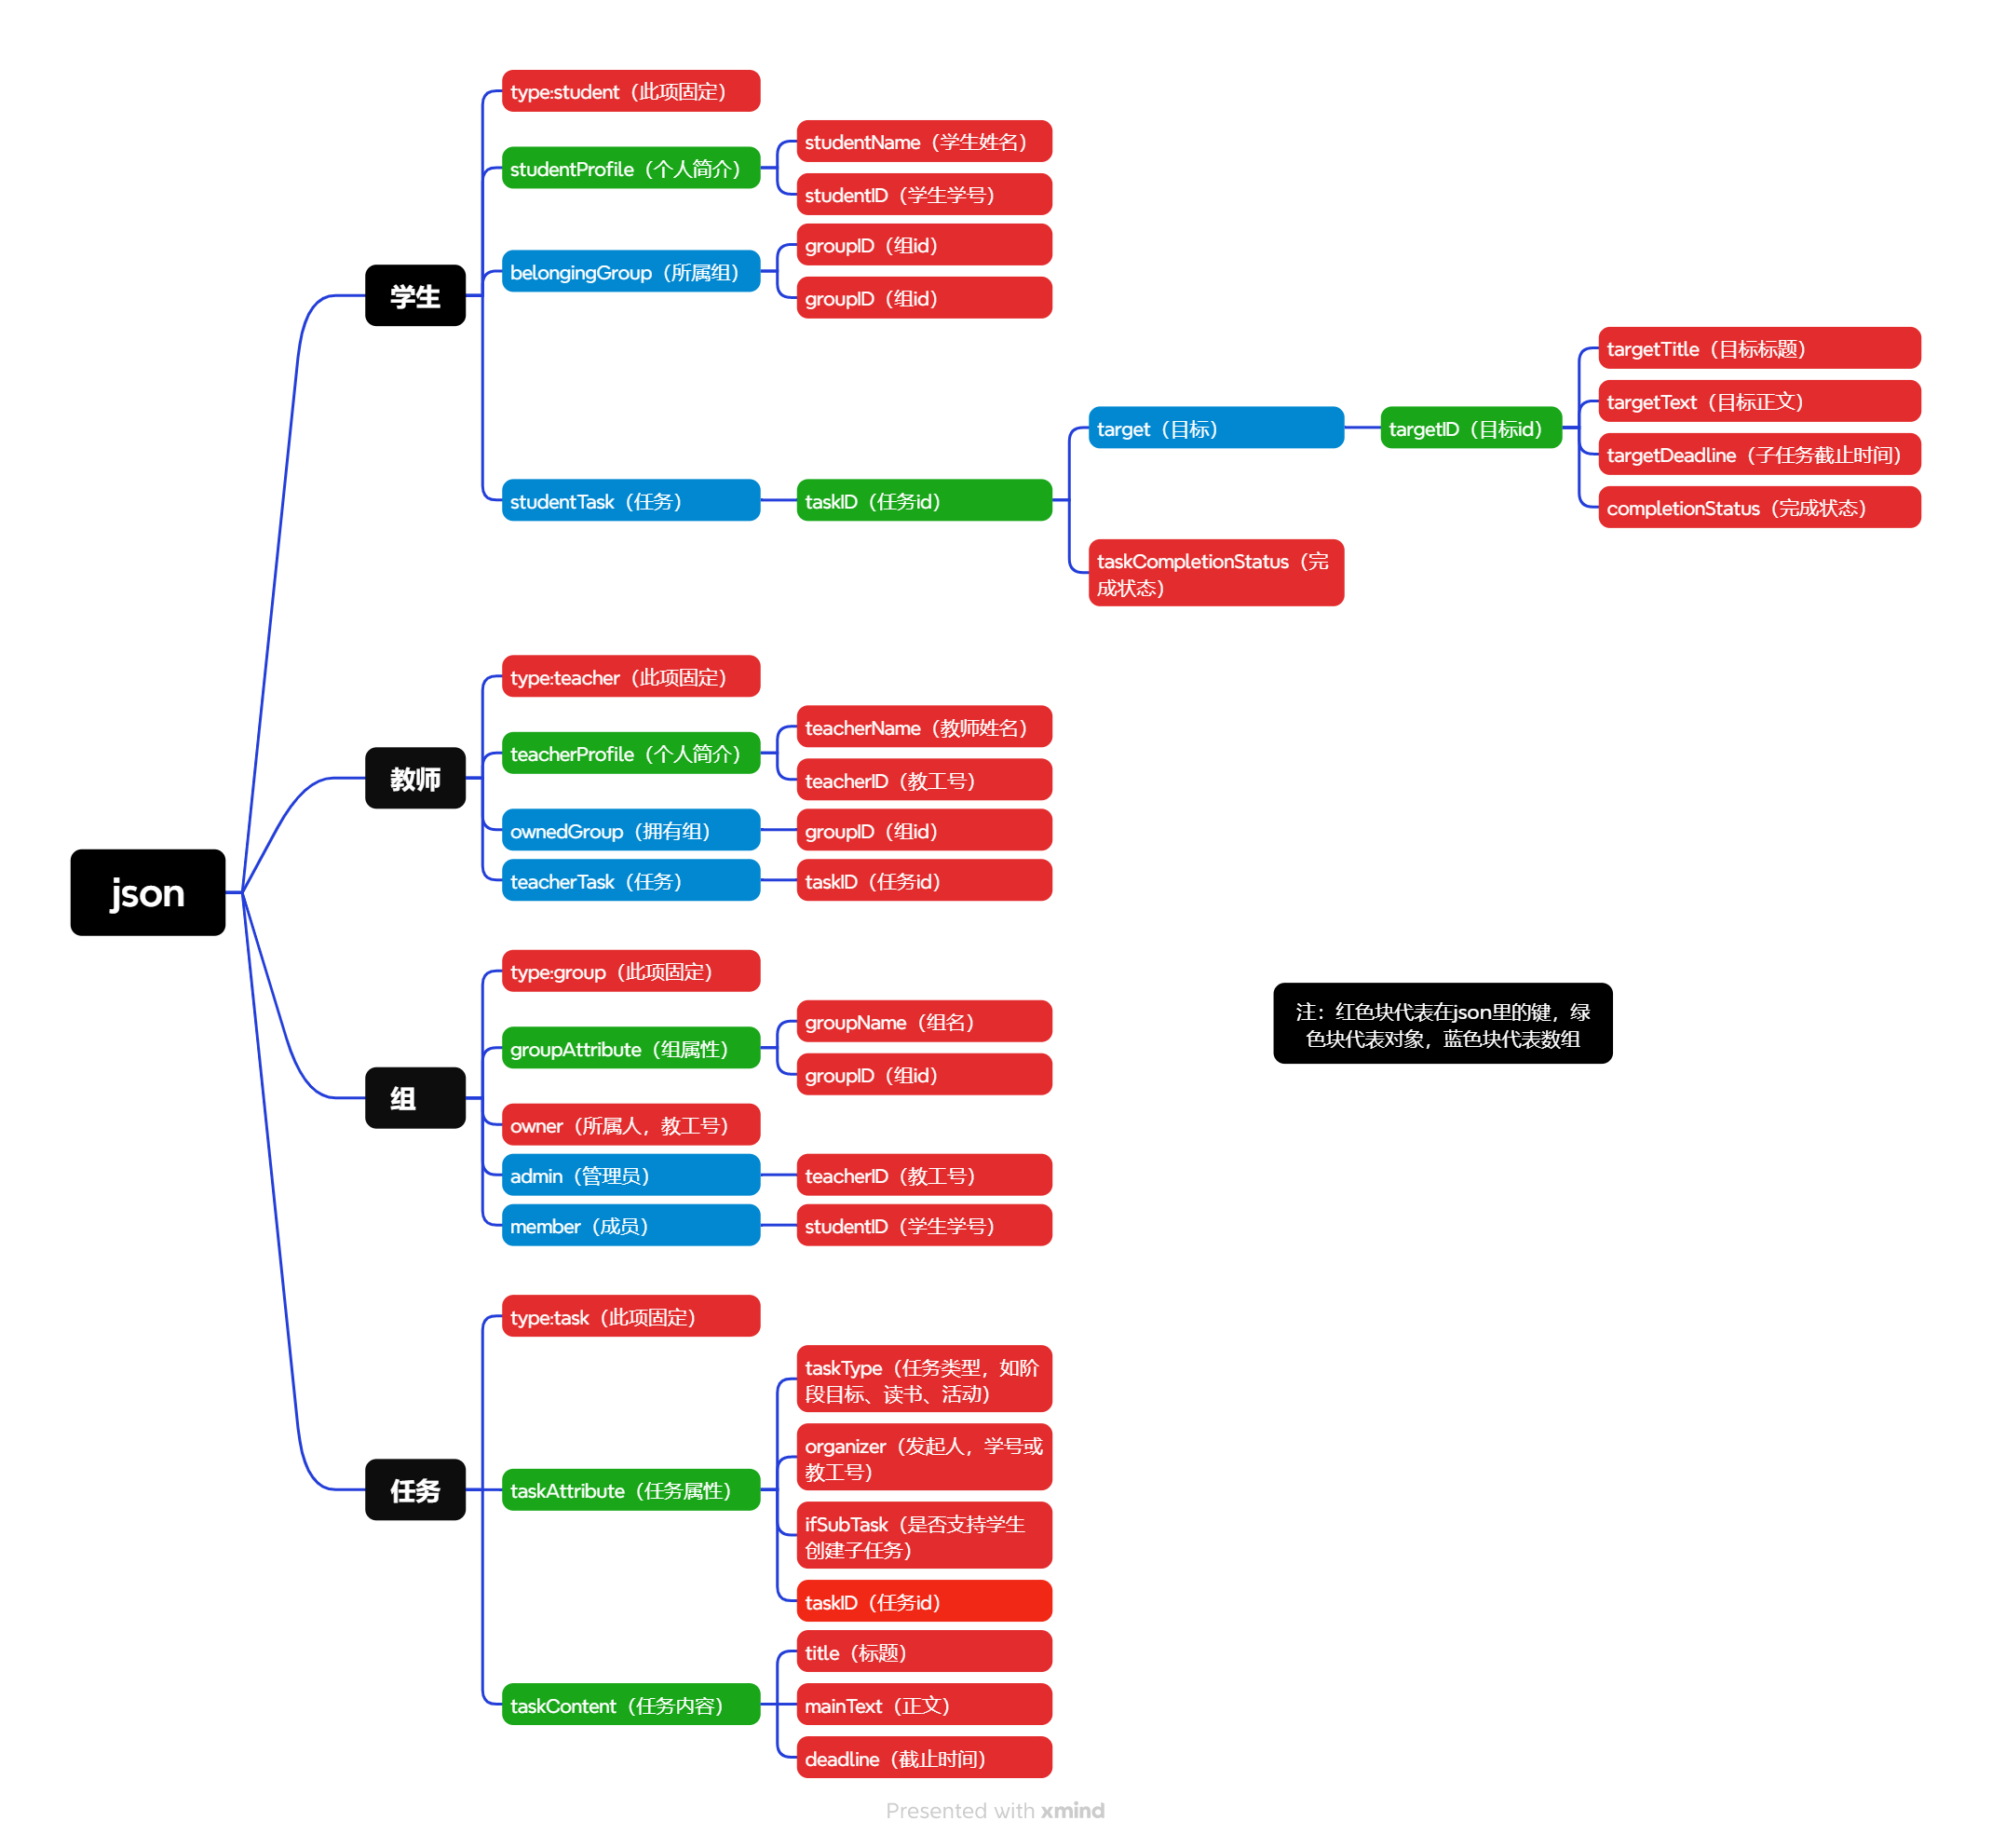 json
学生
type:student（此项固定）
studentProfile（个人简介）
studentName（学生姓名）
studentID（学生学号）
belongingGroup（所属组）
groupID（组id）
groupID（组id）
studentTask（任务）
taskID（任务id）
target（目标）
targetID（目标id）
targetTitle（目标标题）
targetText（目标正文）
targetDeadline（子任务截止时间）
completionStatus（完成状态）
taskCompletionStatus（完
成状态）
教师
type:teacher（此项固定）
teacherProfile（个人简介）
teacherName（教师姓名）
teacherID（教工号）
ownedGroup（拥有组）
groupID（组id）
teacherTask（任务）
taskID（任务id）
组
type:group（此项固定）
groupAttribute（组属性）
groupName（组名）
groupID（组id）
owner（所属人，教工号）
admin（管理员）
teacherID（教工号）
member（成员）
studentID（学生学号）
任务
type:task（此项固定）
taskAttribute（任务属性）
taskType（任务类型，如阶
段目标、读书、活动）
organizer（发起人，学号或
教工号）
ifSubTask（是否支持学生
创建子任务）
taskID（任务id）
taskContent（任务内容）
title（标题）
mainText（正文）
deadline（截止时间）
注：红色块代表在json里的键，绿
色块代表对象，蓝色块代表数组
Presented with xmind